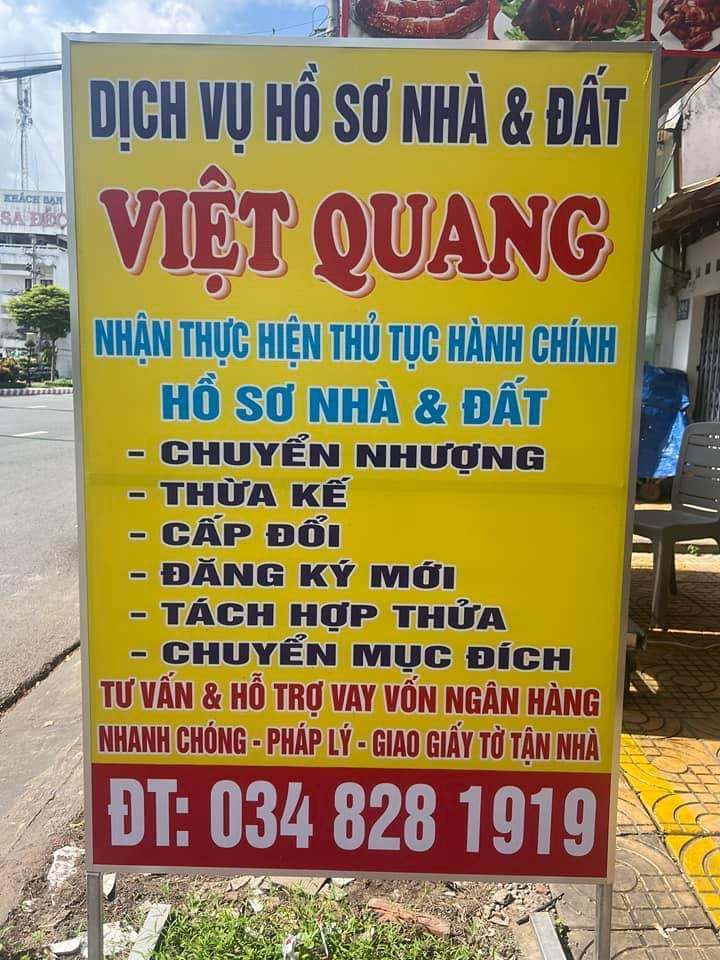 DỊCH VỤ HỒ SƠ NHÀ & ĐẤT
VIỆT QUANG
NHẬN THỰC HIỆN THỦ TỤC HÀNH CHÍNH
HỒ SƠ NHÀ & ĐẤT
- CHUYỂN NHƯỢNG
- THỪA KẾ
- CẤP ĐỔI
- ĐĂNG KÝ MỚI
- TÁCH HỢP THỬA
- CHUYỂN MỤC ĐÍCH
TƯ VẤN & HỖ TRỢ VAY VỐN NGÂN HÀNG
NHANH CHÓNG - PHÁP LÝ - GIAO GIẤY TỜ TẬN NHÀ
ĐT: 034 828 1919
KHÁCH SẠN
SA ĐÉC